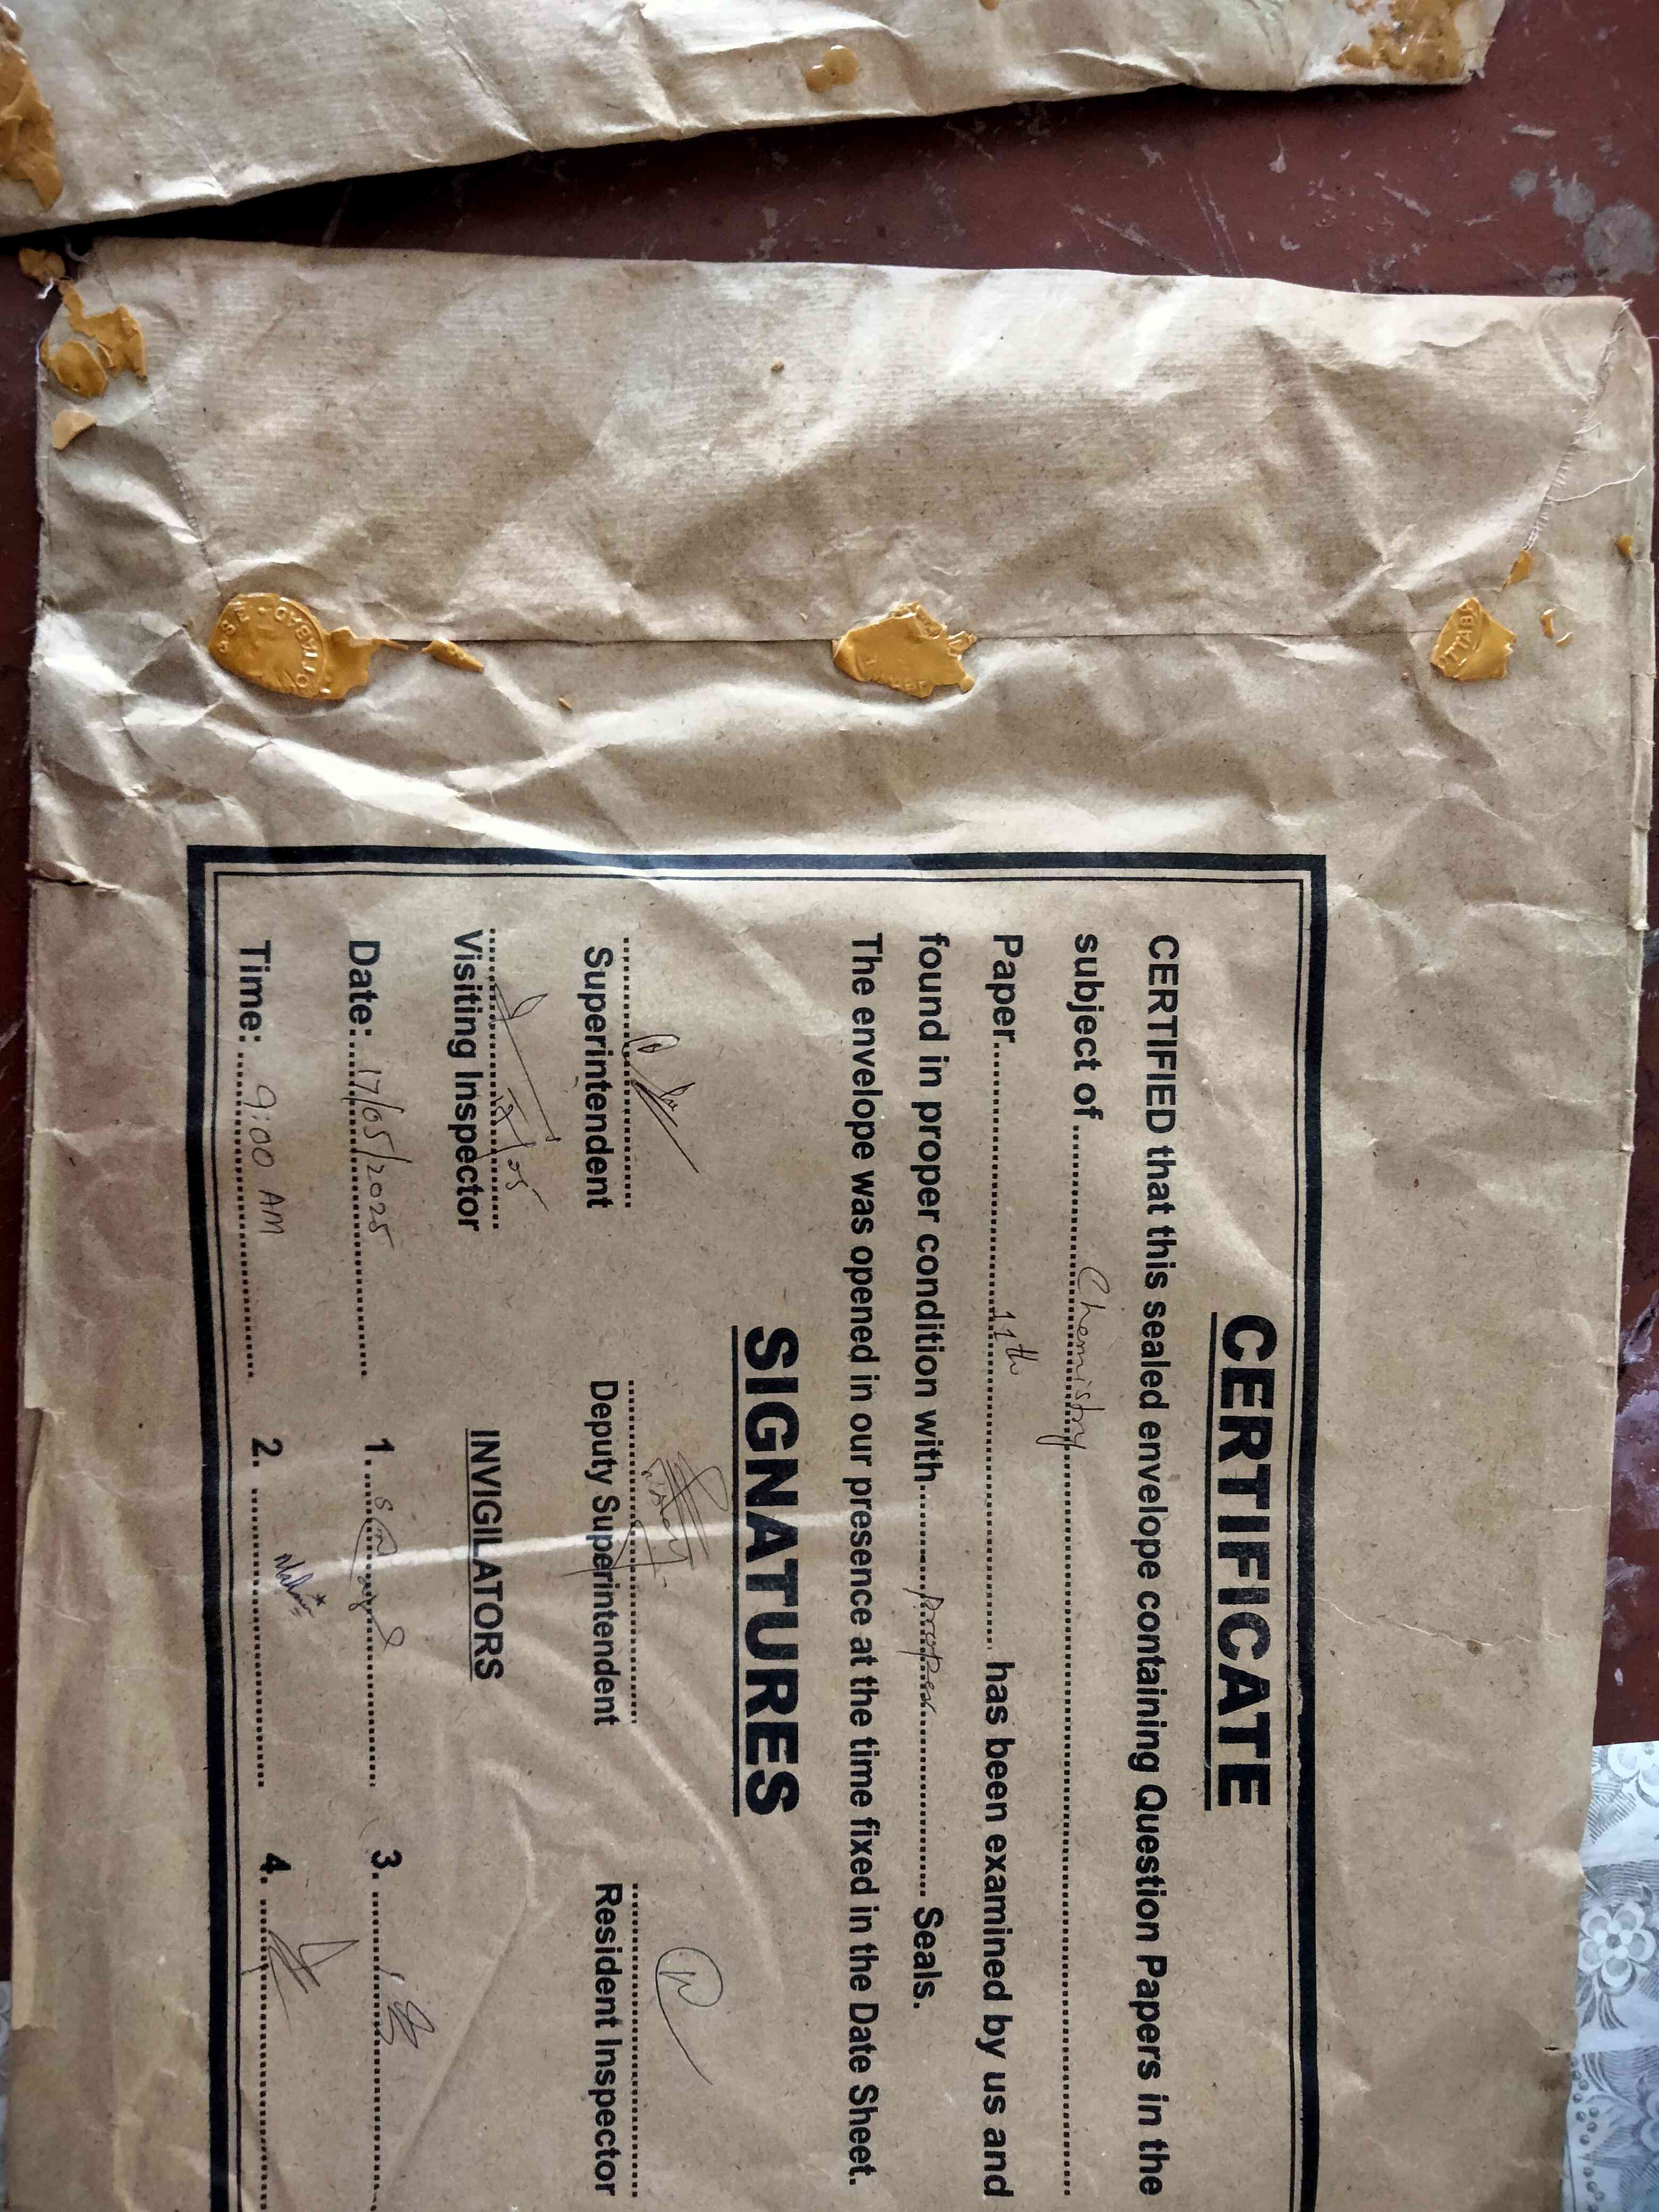 CERTIFICATE
CERTIFIED that this sealed envelope containing Question Papers in the
subject of ........ Chemistry ........
Paper ........ 11th ........ has been examined by us and
found in proper condition with ........ proper ........ Seals.
The envelope was opened in our presence at the time fixed in the Date Sheet.
SIGNATURES
Superintendent Deputy Superintendent Resident Inspector
Visiting Inspector INVIGILATORS
Date: 17/05/2025 1. 3.
Time: 9:00 AM 2. 4.